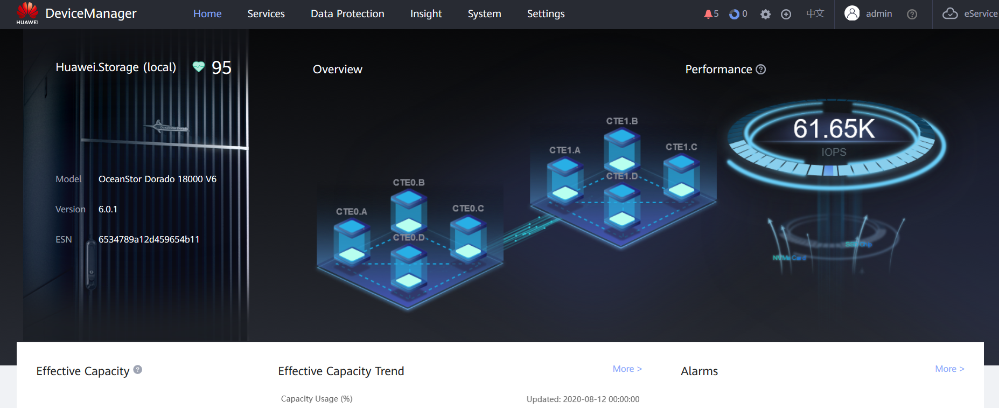 HUAWEI DeviceManager Home Services Data Protection Insight System Settings 5 0 中文 admin ? eService
Huawei.Storage (local) 95
OceanStor Dorado
Model OceanStor Dorado 18000 V6
Version 6.0.1
ESN 6534789a12d459654b11
Overview
CTE0.A
CTE0.B
CTE0.C
CTE0.D
CTE1.A
CTE1.B
CTE1.C
CTE1.D
Performance ?
61.65K
IOPS
NVMe Card
Effective Capacity ?
Effective Capacity Trend More >
Capacity Usage (%) Updated: 2020-08-12 00:00:00
Alarms More >